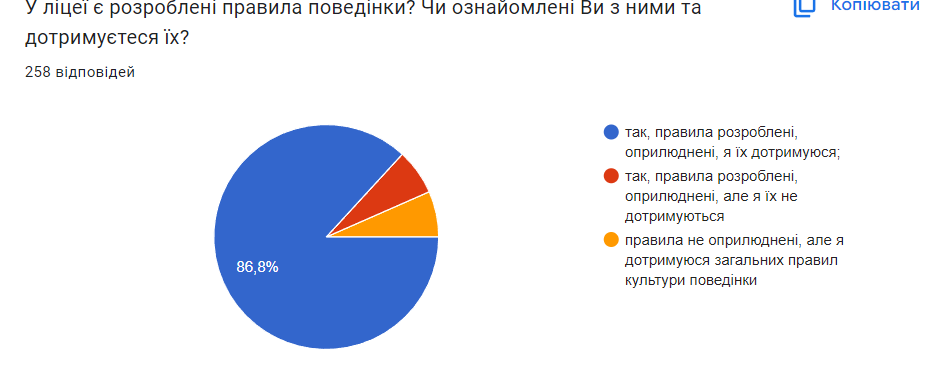 У ліцеї є розроблені правила поведінки? Чи ознайомлені Ви з ними та
Копіювати
дотримуєтеся їх?
258 відповідей
так, правила розроблені,
оприлюднені, я їх дотримуюся;
так, правила розроблені,
оприлюднені, але я їх не
дотримуються
правила не оприлюднені, але я
дотримуюся загальних правил
культури поведінки
86,8%